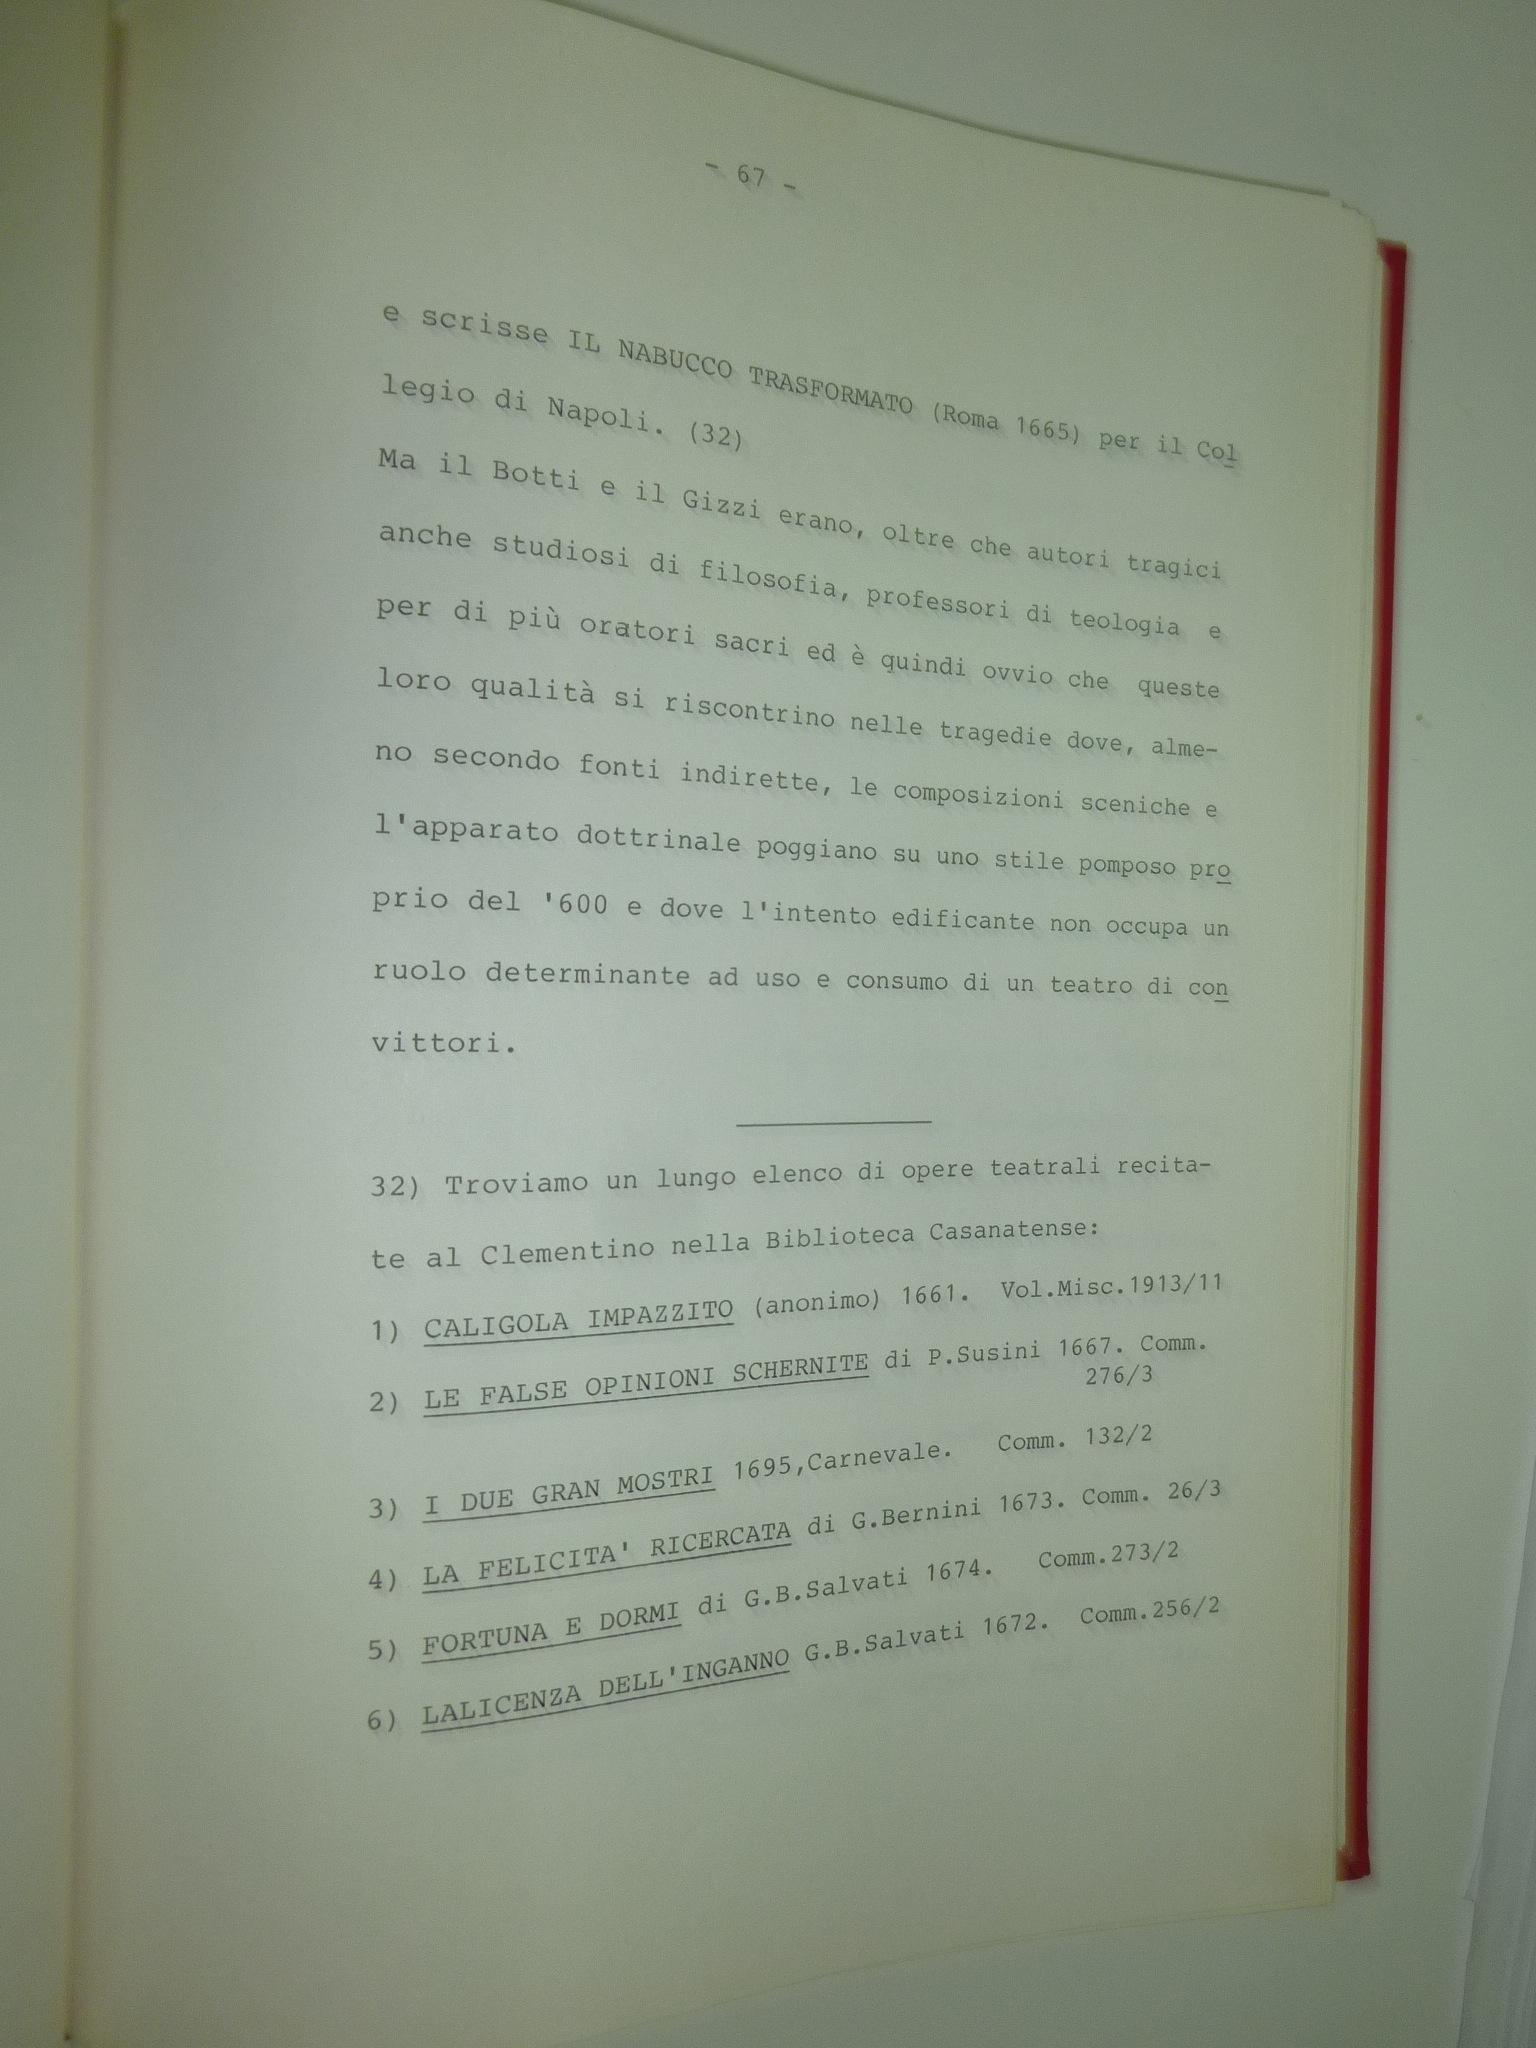 - 67 -
e scrisse IL NABUCCO TRASFORMATO (Roma 1665) per il Col
legio di Napoli. (32)
Ma il Botti e il Gizzi erano, oltre che autori tragici
anche studiosi di filosofia, professori di teologia e
per di più oratori sacri ed è quindi ovvio che queste
loro qualità si riscontrino nelle tragedie dove, alme-
no secondo fonti indirette, le composizioni sceniche e
l'apparato dottrinale poggiano su uno stile pomposo pro
prio del '600 e dove l'intento edificante non occupa un
ruolo determinante ad uso e consumo di un teatro di con
vittori.
32) Troviamo un lungo elenco di opere teatrali recita-
te al Clementino nella Biblioteca Casanatense:
1) CALIGOLA IMPAZZITO (anonimo) 1661. Vol.Misc.1913/11
2) LE FALSE OPINIONI SCHERNITE di P.Susini 1667. Comm.
276/3
3) I DUE GRAN MOSTRI 1695,Carnevale. Comm. 132/2
4) LA FELICITA' RICERCATA di G.Bernini 1673. Comm. 26/3
5) FORTUNA E DORMI di G.B.Salvati 1674. Comm.273/2
6) LALICENZA DELL'INGANNO G.B.Salvati 1672. Comm.256/2